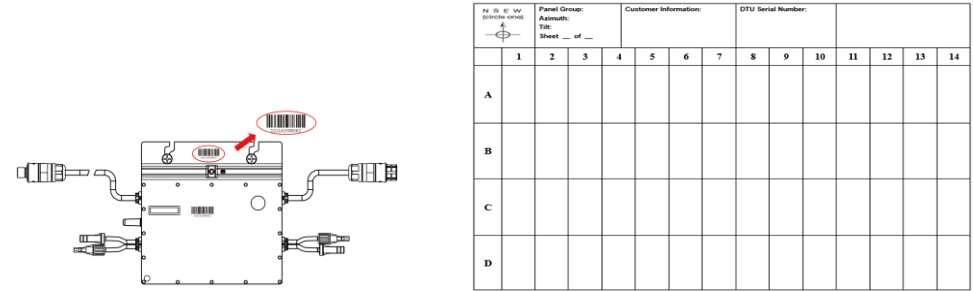 N S E W
(circle one)
Panel Group:
Azimuth:
Tilt:
Sheet __ of __
Customer Information:
DTU Serial Number:
1 2 3 4 5 6 7 8 9 10 11 12 13 14
A
B
C
D